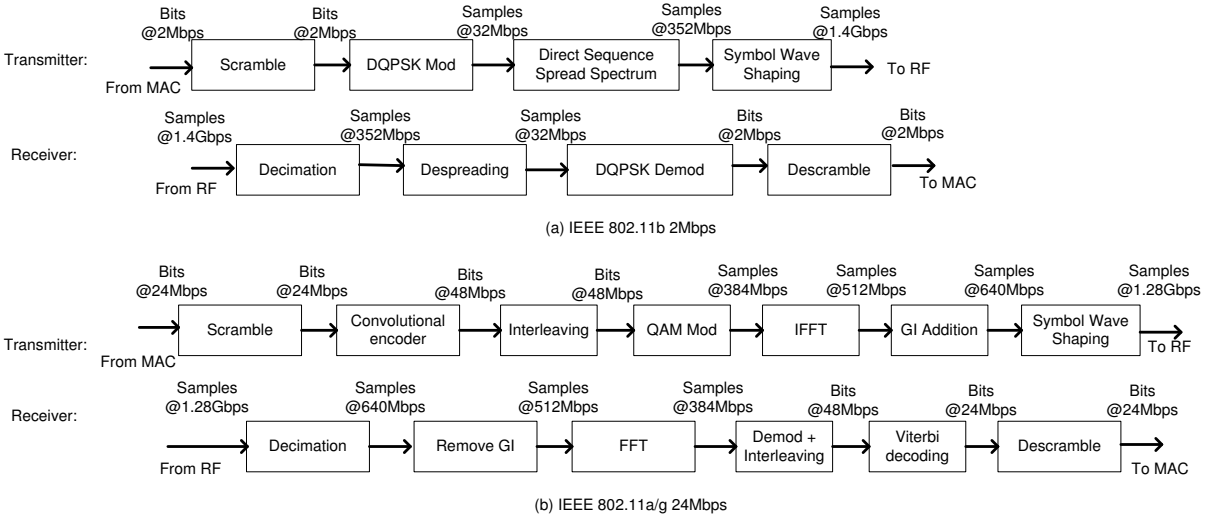 Bits
@2Mbps
Bits
@2Mbps
Samples
@32Mbps
Samples
@352Mbps
Samples
@1.4Gbps
Transmitter:
From MAC
Scramble
DQPSK Mod
Direct Sequence
Spread Spectrum
Symbol Wave
Shaping
To RF
Samples
@1.4Gbps
Samples
@352Mbps
Samples
@32Mbps
Bits
@2Mbps
Bits
@2Mbps
Receiver:
From RF
Decimation
Despreading
DQPSK Demod
Descramble
To MAC
(a) IEEE 802.11b 2Mbps
Bits
@24Mbps
Bits
@24Mbps
Bits
@48Mbps
Bits
@48Mbps
Samples
@384Mbps
Samples
@512Mbps
Samples
@640Mbps
Samples
@1.28Gbps
Transmitter:
From MAC
Scramble
Convolutional
encoder
Interleaving
QAM Mod
IFFT
GI Addition
Symbol Wave
Shaping
To RF
Samples
@1.28Gbps
Samples
@640Mbps
Samples
@512Mbps
Samples
@384Mbps
Bits
@48Mbps
Bits
@24Mbps
Bits
@24Mbps
Receiver:
From RF
Decimation
Remove GI
FFT
Demod +
Interleaving
Viterbi
decoding
Descramble
To MAC
(b) IEEE 802.11a/g 24Mbps